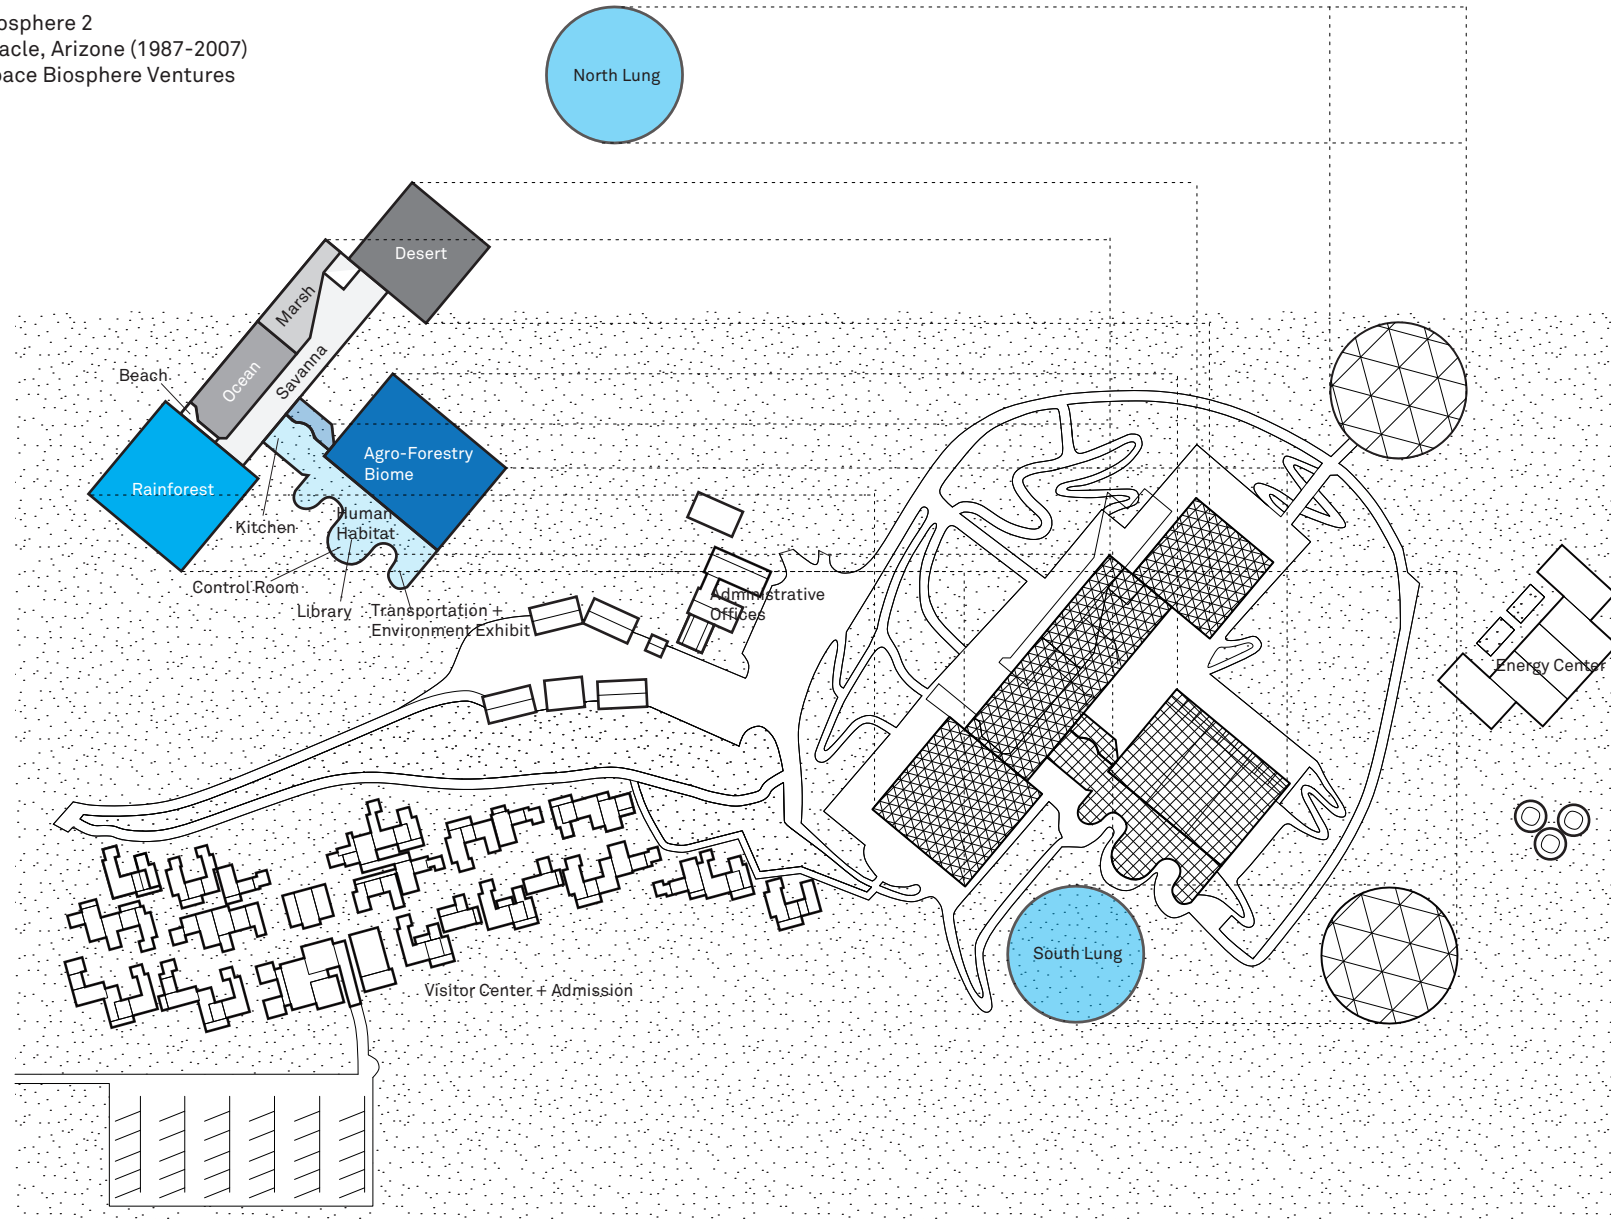 osphere 2
acle, Arizone (1987-2007)
pace Biosphere Ventures
North Lung
Desert
Marsh
Savanna
Ocean
Beach
Agro-Forestry
Biome
Rainforest
Kitchen
Human
Habitat
Control Room
Library
Transportation +
Environment Exhibit
Administrative
Offices
Energy Center
South Lung
Visitor Center + Admission